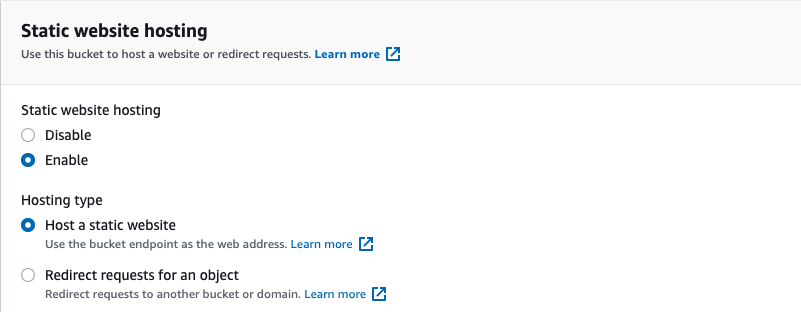 Static website hosting
Use this bucket to host a website or redirect requests. Learn more
Static website hosting
Disable
Enable
Hosting type
Host a static website
Use the bucket endpoint as the web address. Learn more
Redirect requests for an object
Redirect requests to another bucket or domain. Learn more